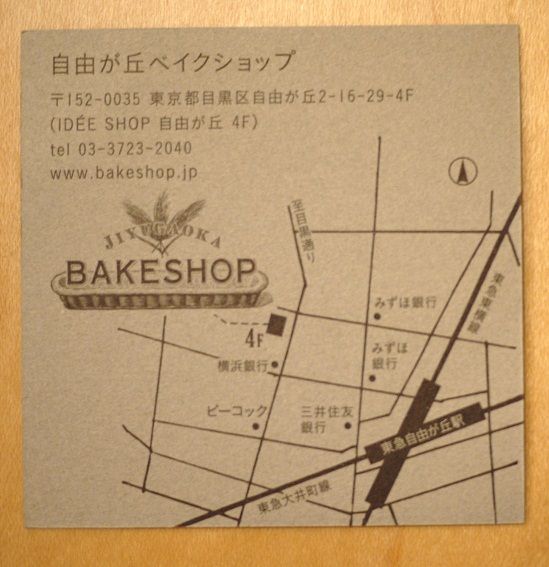 自由が丘ベイクショップ
〒152-0035 東京都目黒区自由が丘2-16-29-4F
(IDÉE SHOP 自由が丘 4F)
tel 03-3723-2040
www.bakeshop.jp
JIYUGAOKA
BAKESHOP
至目黒通り
東急東横線
みずほ銀行
4F
みずほ
銀行
横浜銀行
ピーコック
三井住友
銀行
東急自由が丘駅
東急大井町線